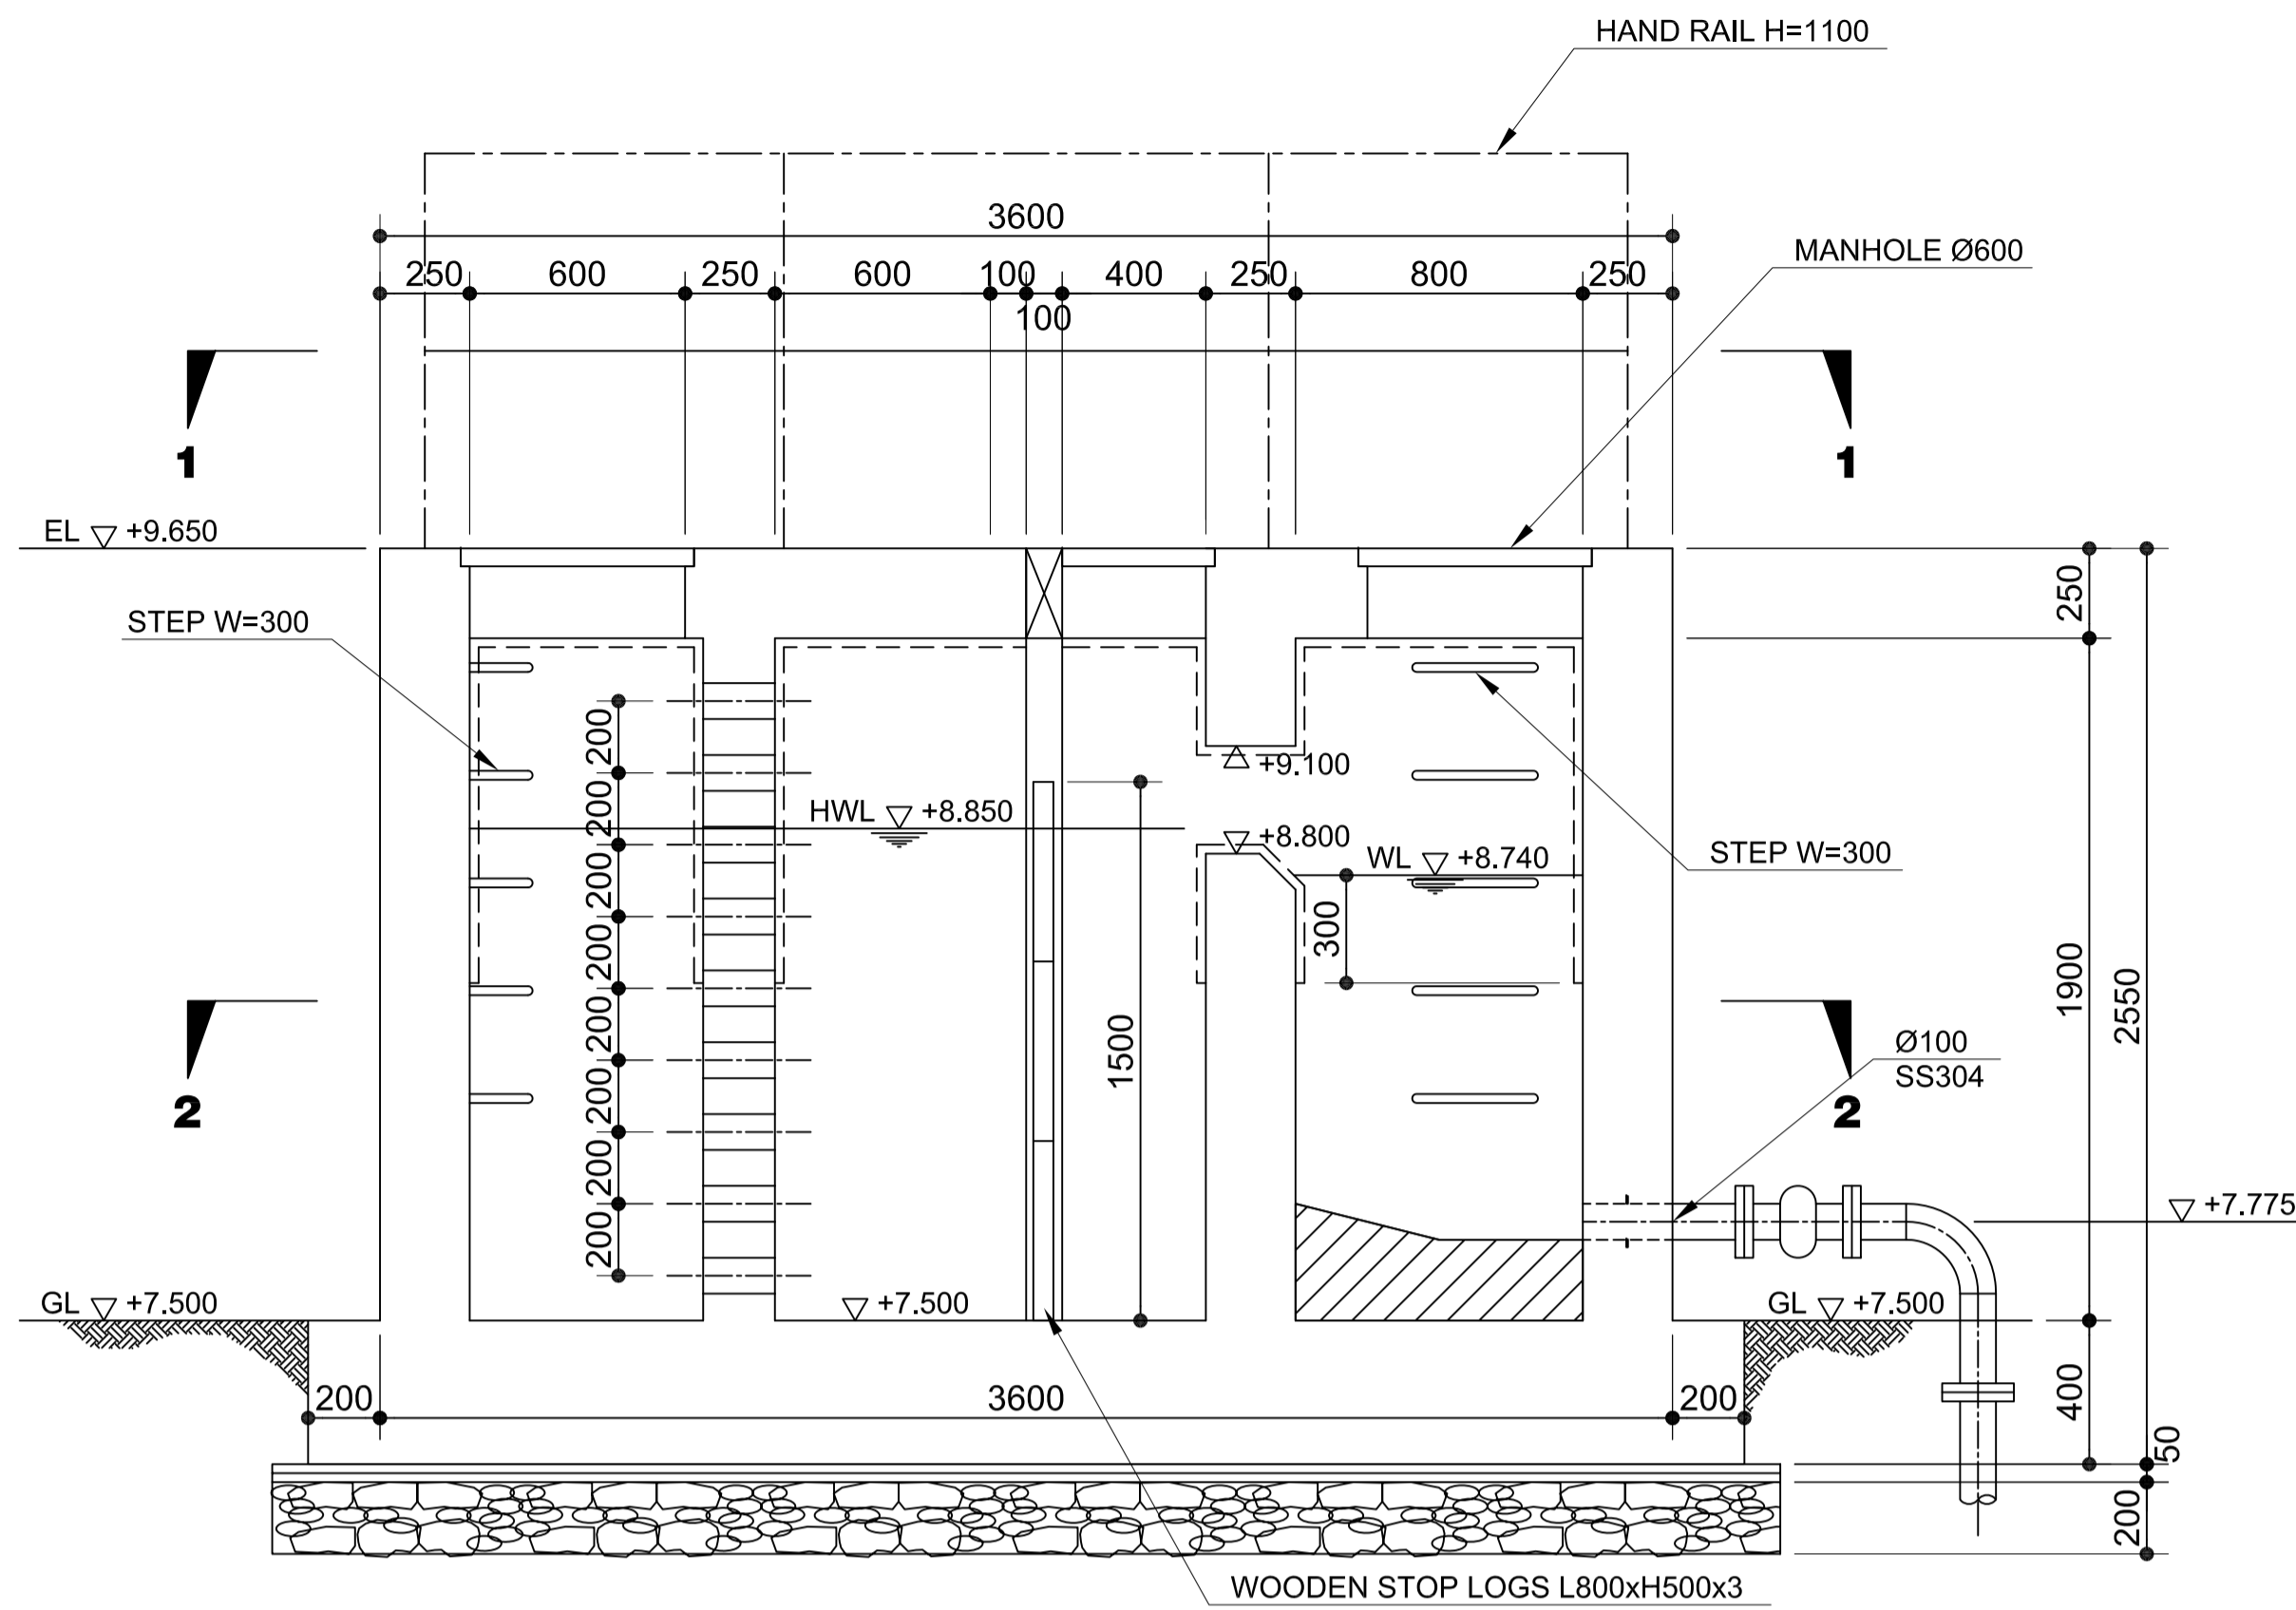 HAND RAIL H=1100
3600
MANHOLE Ø600
250 600 250 600 100 400 250 800 250
100
1 1
EL +9.650
250
STEP W=300
200
+9.100
HWL +8.850
200
+8.800
WL +8.740
STEP W=300
200
300
200
1900
2550
200
1500
Ø100
SS304
200
2 2
200
+7.775
200
GL +7.500
+7.500
GL +7.500
200 3600 200
400
50
200
WOODEN STOP LOGS L800xH500x3